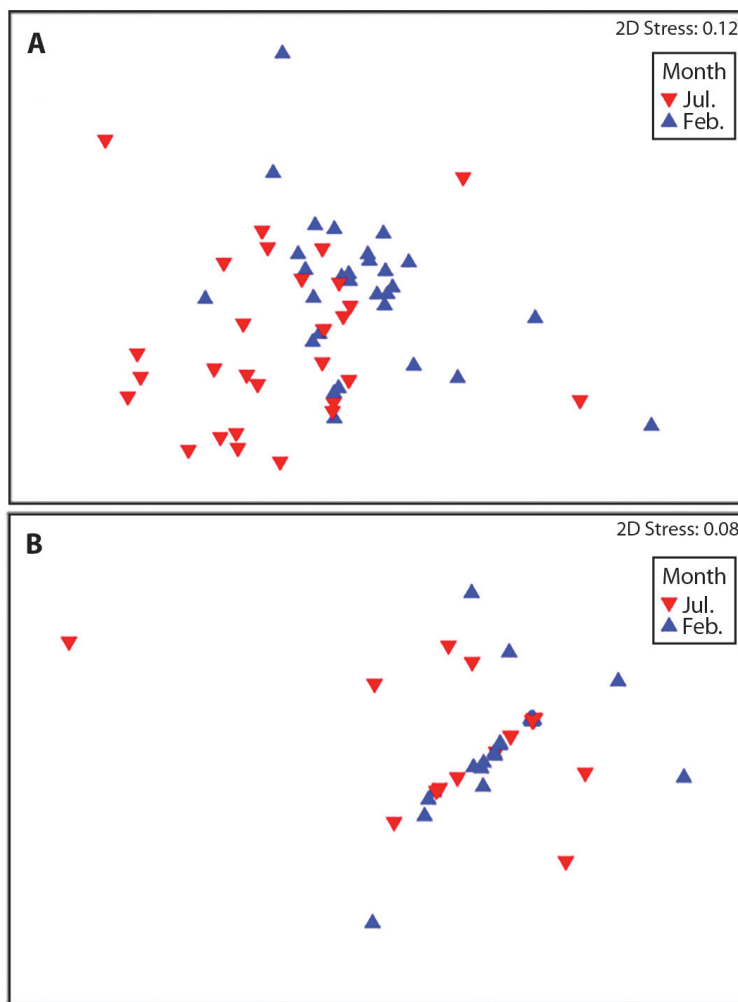 A
2D Stress: 0.12
Month
Jul.
Feb.
B
2D Stress: 0.08
Month
Jul.
Feb.